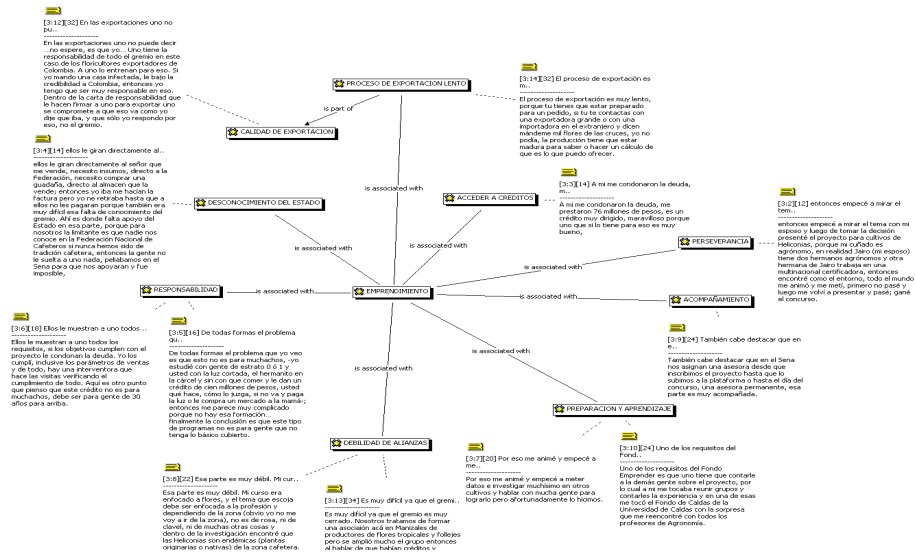 [3:12][32] En las exportaciones uno no
pu..
--------------------
En las exportaciones uno no puede decir
...no espere, es que yo... Uno tiene la
responsabilidad de todo el gremio en este
caso de los floricultores exportadores de
Colombia. A uno lo entrenan para eso. Si
yo mando una caja infectada, le bajo la
credibilidad a Colombia, entonces yo
tengo que ser muy responsable en eso.
Dentro de la carta de responsabilidad que
le hacen firmar a uno para exportar uno
se compromete a que eso va como yo
dije que iba, y que sólo yo respondo por
eso, no el gremio.
PROCESO DE EXPORTACION LENTO
is part of
CALIDAD DE EXPORTACION
[3:14][32] El proceso de exportación es
m..
--------------------
El proceso de exportación es muy lento,
porque tu tienes que estar preparado
para un pedido, si tu te contactas con
una exportadora grande o con una
importadora en el extranjero y dicen
mándeme mil flores de las cruces, yo no
podía, la producción tiene que estar
madura para saber o hacer un cálculo de
que es lo que puedo ofrecer.
[3:4][14] ellos le giran directamente al..
--------------------
ellos le giran directamente al señor que
me vende, necesito insumos, directo a la
Federación, necesito comprar una
guadaña, directo al almacen que la
vende; entonces yo iba me hacían la
factura pero yo no retiraba hasta que a
ellos no les pagaran porque también era
muy difícil esa falta de conocimiento del
gremio. Ahí es donde falta apoyo del
Estado en esa parte, porque para
nosotros la limitante es que nadie nos
conoce en la Federación Nacional de
Cafeteros si nunca hemos sido de
tradición cafetera, entonces la gente no
le suelta a uno nada, peliabamos en el
Sena para que nos apoyaran y fue
imposible,
DESCONOCIMIENTO DEL ESTADO
is associated with
ACCEDER A CREDITOS
[3:3][14] A mi me condonaron la deuda,
m..
--------------------
A mi me condonaron la deuda, me
prestaron 76 millones de pesos, es un
crédito muy dirigido, maravilloso porque
uno que si lo tiene para eso es muy
bueno,
is associated with
is associated with
PERSEVERANCIA
is associated with
[3:2][12] entonces empecé a mirar el
tem..
--------------------
entonces empecé a mirar el tema con mi
esposo y luego de tomar la decisión
presenté el proyecto para cultivos de
Heliconias, porque mi cuñado es
agrónomo, en realidad Jairo (mi esposo)
tiene dos hermanos agrónomos y otra
hermana de Jairo trabaja en una
multinacional certificadora, entonces
encontré como el entorno, todo el mundo
me animó y me metí, primero no pasé y
luego me volví a presentar y pasé; gané
el concurso.
RESPONSABILIDAD
is associated with
EMPRENDIMIENTO
is associated with
ACOMPAÑAMIENTO
[3:6][18] Ellos le muestran a uno todos ..
--------------------
Ellos le muestran a uno todos los
requisitos, si los objetivos cumplen con el
proyecto le condonan la deuda. Yo los
cumplí, inclusive los parámetros de ventas
y de todo, hay una interventora que
hace las visitas verificando el
cumplimiento de todo. Aquí es otro punto
que pienso que este crédito no es para
muchachos, debe ser para gente de 30
años para arriba.
[3:5][16] De todas formas el problema
qu..
--------------------
De todas formas el problema que yo veo
es que esto no es para muchachos, -yo
estudié con gente de estrato 0 ó 1 y
usted con la luz cortada, el hermanito en
la cárcel y sin con que comer y le dan un
crédito de cien millones de pesos, usted
qué hace, cómo lo juzga, si no va y paga
la luz o le compra un mercado a la mamá-;
entonces me parece muy complicado
porque no hay esa formación...
finalmente la conclusión es que este tipo
de programas no es para gente que no
tenga lo básico cubierto.
is associated with
is associated with
[3:9][24] También cabe destacar que en
e..
--------------------
También cabe destacar que en el Sena
nos asignan una asesora desde que
inscribimos el proyecto hasta que lo
subimos a la plataforma o hasta el día del
concurso, una asesora permanente, esa
parte es muy acompañada.
PREPARACION Y APRENDIZAJE
DEBILIDAD DE ALIANZAS
[3:7][20] Por eso me animé y empecé a
me..
--------------------
Por eso me animé y empecé a meter
datos e investigar muchísimo en otros
cultivos y hablar con mucha gente para
lograrlo pero afortunadamente lo hicimos.
[3:10][24] Uno de los requisitos del
Fond..
--------------------
Uno de los requisitos del Fondo
Emprender es que uno tiene que contarle
a la demás gente sobre el proyecto, por
lo cual a mi me tocaba reunir grupos y
contarles la experiencia y en una de esas
me tocó el Fondo de Caldas de la
Universidad de Caldas con la sorpresa
que me reencontré con todos los
profesores de Agronomía.
[3:8][22] Esa parte es muy débil. Mi cur..
--------------------
Esa parte es muy débil. Mi curso era
enfocado a flores, y el tema que escoja
debe ser enfocada a la profesión y
dependiendo de la zona (obvio yo no me
voy a ir de la zona), no es de rosa, ni de
clavel, ni de muchas otras cosas y
dentro de la investigación encontré que
las Heliconias son endémicas (plantas
originarias o nativas) de la zona cafetera.
[3:13][34] Es muy difícil ya que el gremi..
--------------------
Es muy difícil ya que el gremio es muy
cerrado. Nosotros tratamos de formar
una asociaión acá en Manizales de
productores de flores tropicales y follejes
pero se amplió mucho el grupo entonces
al hablar de que habían créditos y